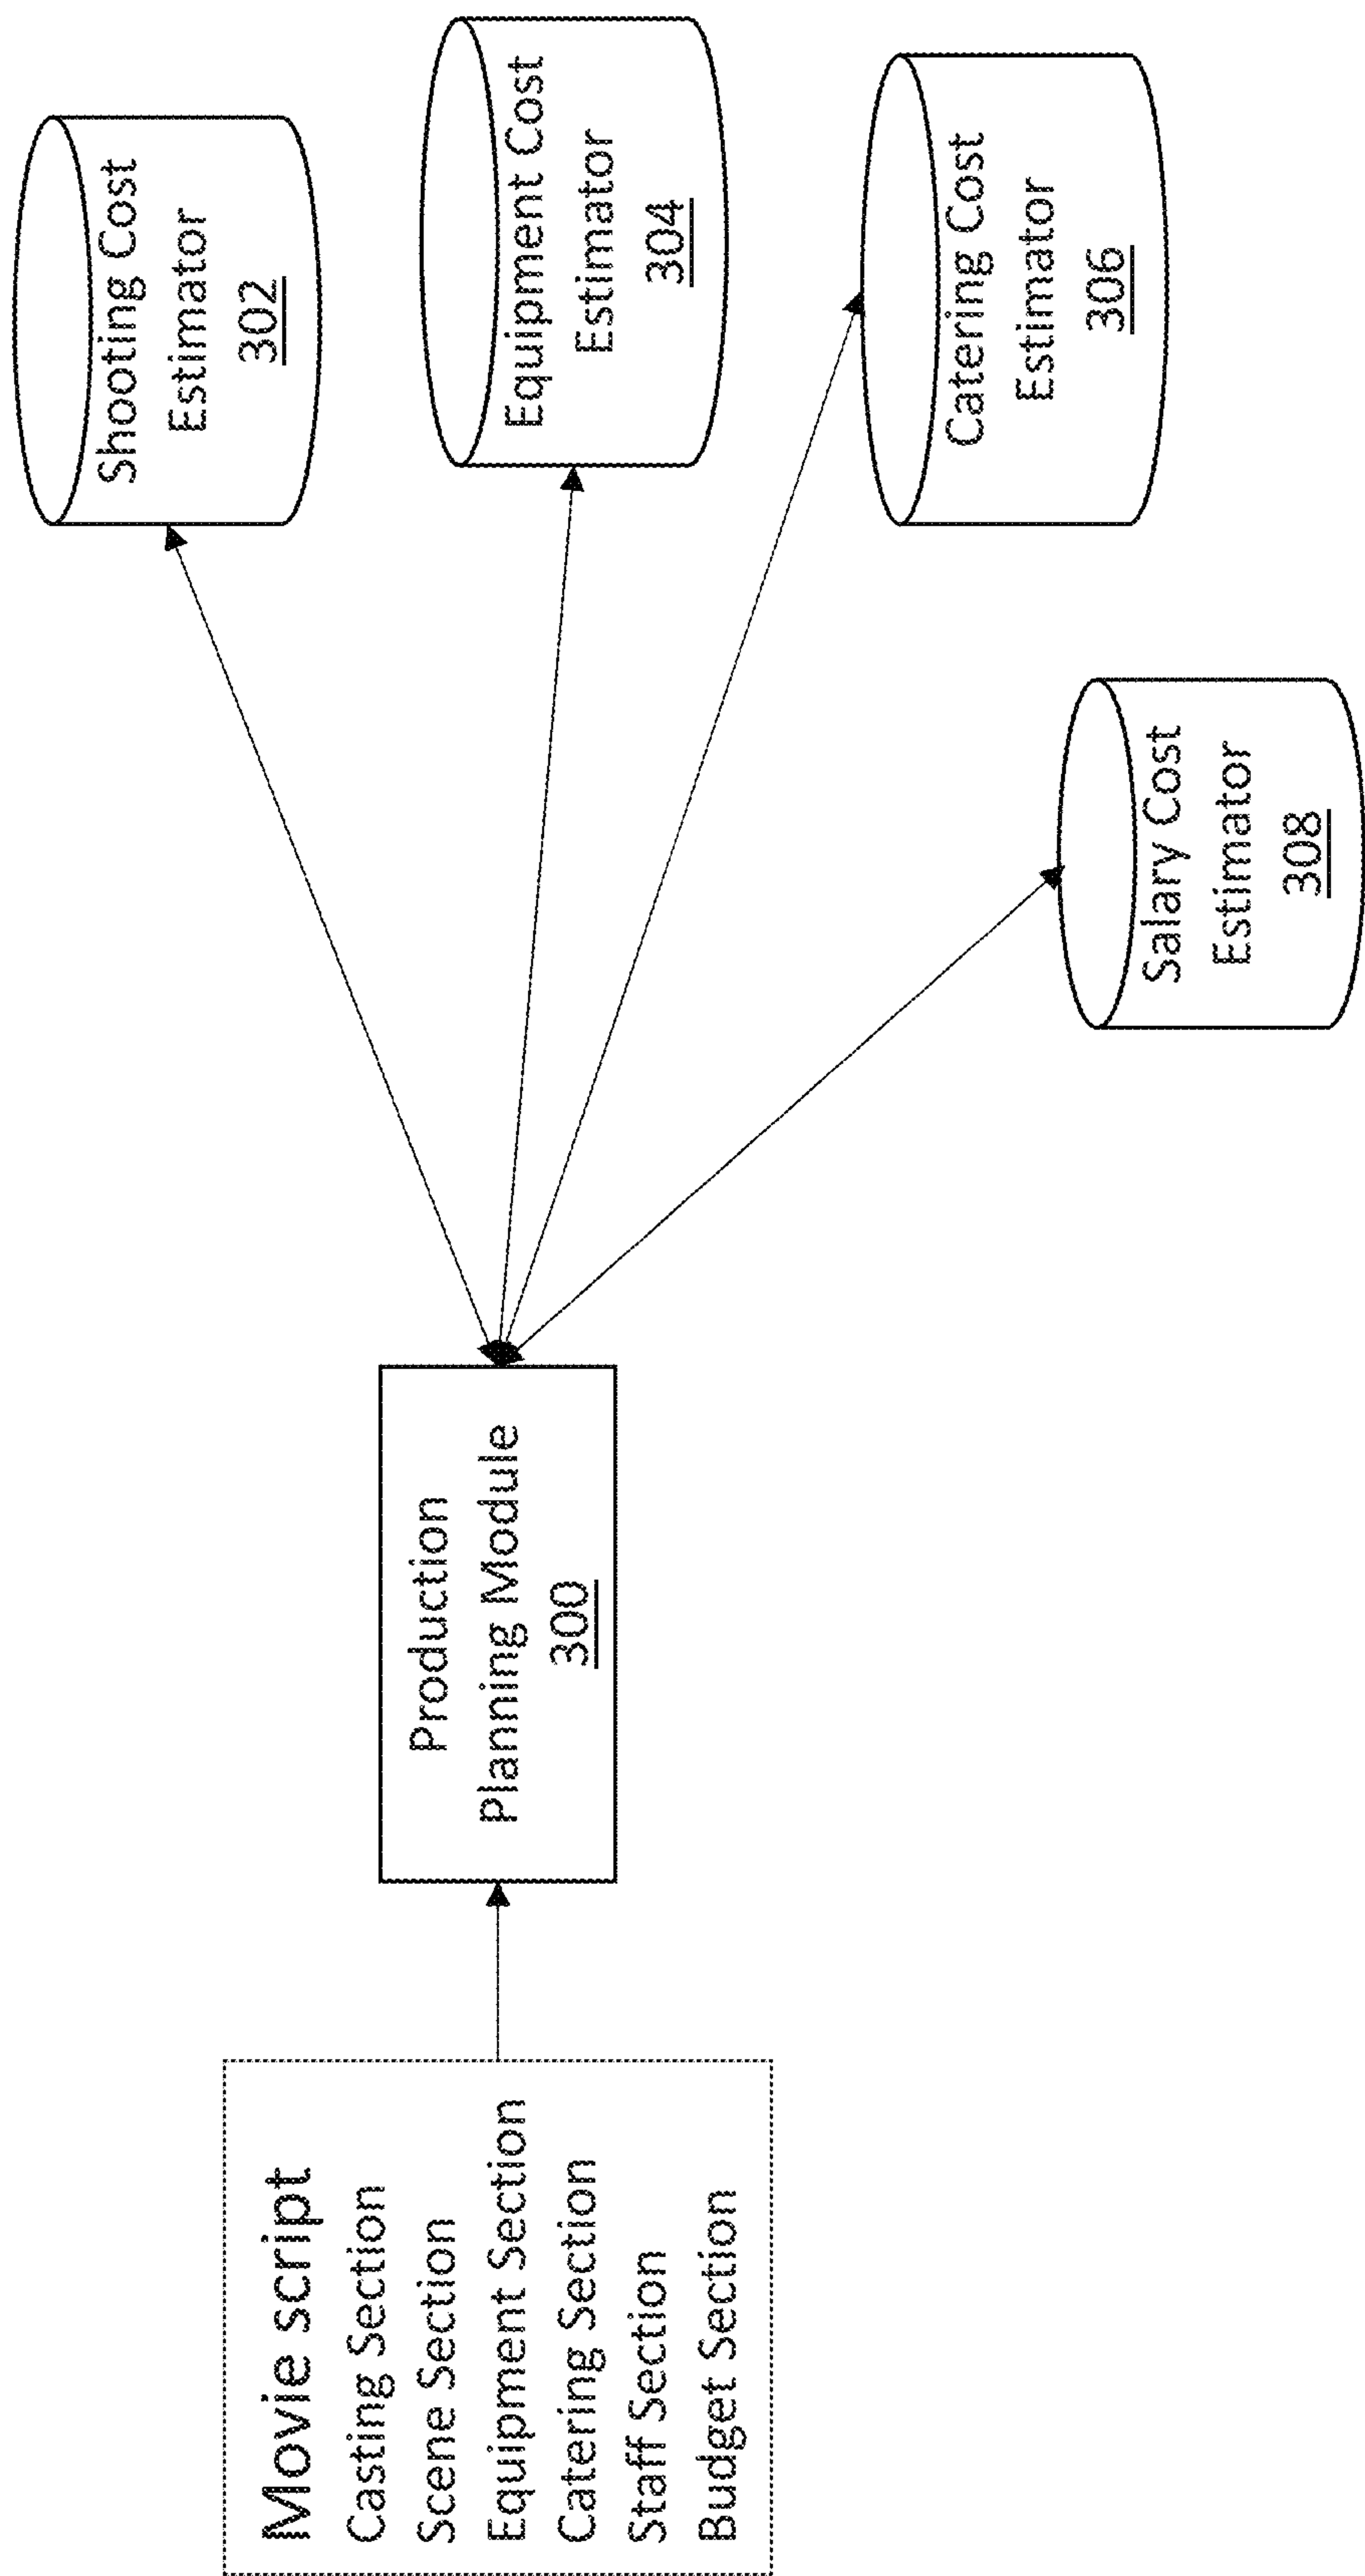 Movie script
Casting Section
Scene Section
Equipment Section
Catering Section
Staff Section
Budget Section
Production
Planning Module
300
Shooting Cost
Estimator
302
Equipment Cost
Estimator
304
Catering Cost
Estimator
306
Salary Cost
Estimator
308